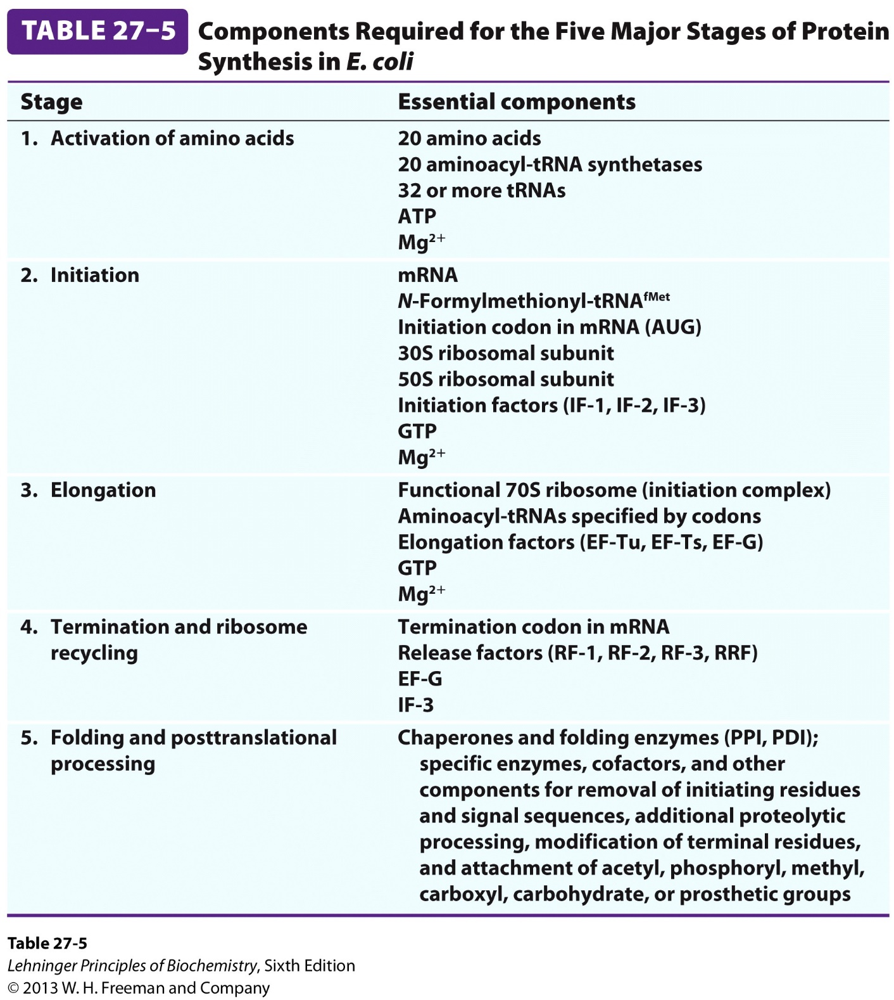 TABLE 27–5 Components Required for the Five Major Stages of Protein
Synthesis in E. coli
Stage Essential components
1. Activation of amino acids 20 amino acids
20 aminoacyl-tRNA synthetases
32 or more tRNAs
ATP
Mg²⁺
2. Initiation mRNA
N-Formylmethionyl-tRNAfMet
Initiation codon in mRNA (AUG)
30S ribosomal subunit
50S ribosomal subunit
Initiation factors (IF-1, IF-2, IF-3)
GTP
Mg²⁺
3. Elongation Functional 70S ribosome (initiation complex)
Aminoacyl-tRNAs specified by codons
Elongation factors (EF-Tu, EF-Ts, EF-G)
GTP
Mg²⁺
4. Termination and ribosome Termination codon in mRNA
recycling Release factors (RF-1, RF-2, RF-3, RRF)
EF-G
IF-3
5. Folding and posttranslational Chaperones and folding enzymes (PPI, PDI);
processing specific enzymes, cofactors, and other
components for removal of initiating residues
and signal sequences, additional proteolytic
processing, modification of terminal residues,
and attachment of acetyl, phosphoryl, methyl,
carboxyl, carbohydrate, or prosthetic groups
Table 27-5
Lehninger Principles of Biochemistry, Sixth Edition
© 2013 W. H. Freeman and Company